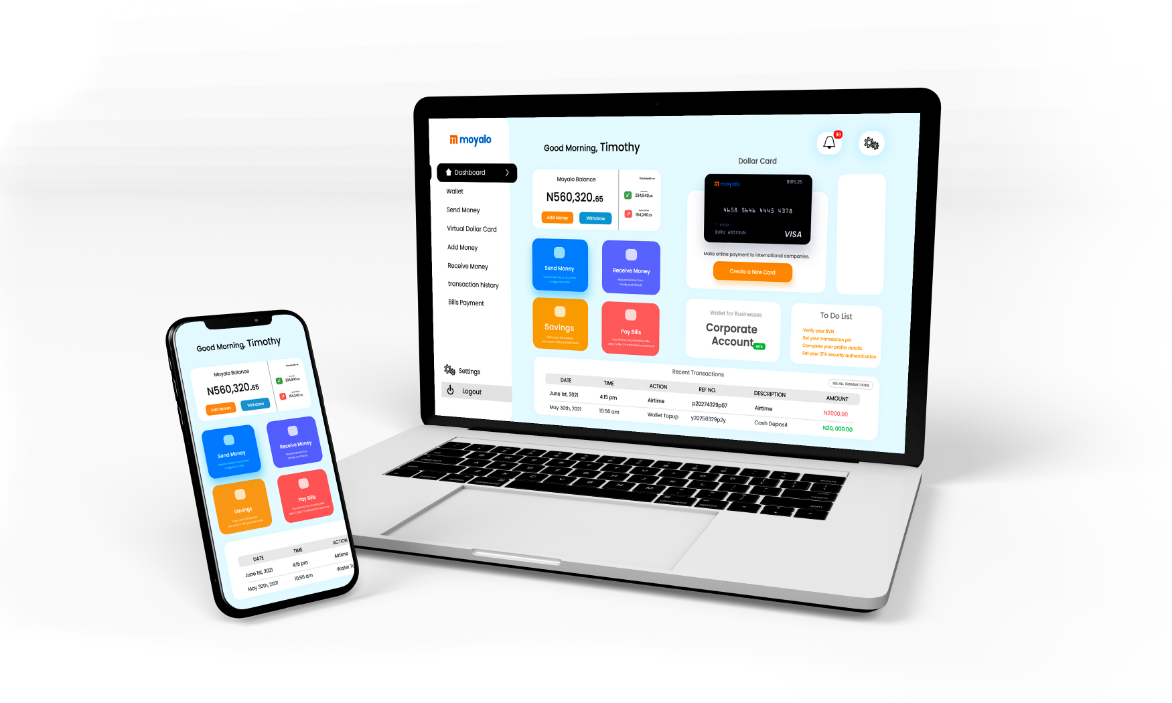 moyalo
Dashboard
Wallet
Send Money
Virtual Dollar Card
Add Money
Receive Money
transaction history
Bills Payment
Settings
Logout
Good Morning, Timothy
Moyalo Balance
N560,320.65
Add Money
Withdraw
Send Money
Receive Money
Savings
Pay Bills
Dollar Card
moyalo
4658 5646 4445 4378
VISA
Make online payment to international companies.
Create a New Card
Wallet for Businesses
Corporate
Account
To Do List
Verify your BVN
Set your transaction pin
Complete your profile details
Set your 2FA security authentication
Recent Transactions
SEE ALL TRANSACTIONS
DATE TIME ACTION REF NO. DESCRIPTION AMOUNT
June 1st, 2021 4:15 pm Airtime p20274329p07 Airtime N2000.00
May 30th, 2021 10:56 am Wallet Topup y20256329p2y Cash Deposit N20,000.00
Good Morning, Timothy
Moyalo Balance
N560,320.65
Add Money
Withdraw
Send Money
Receive Money
Savings
Pay Bills
DATE TIME ACTION
June 1st, 2021 4:15 pm Airtime
May 30th, 2021 10:56 am Wallet